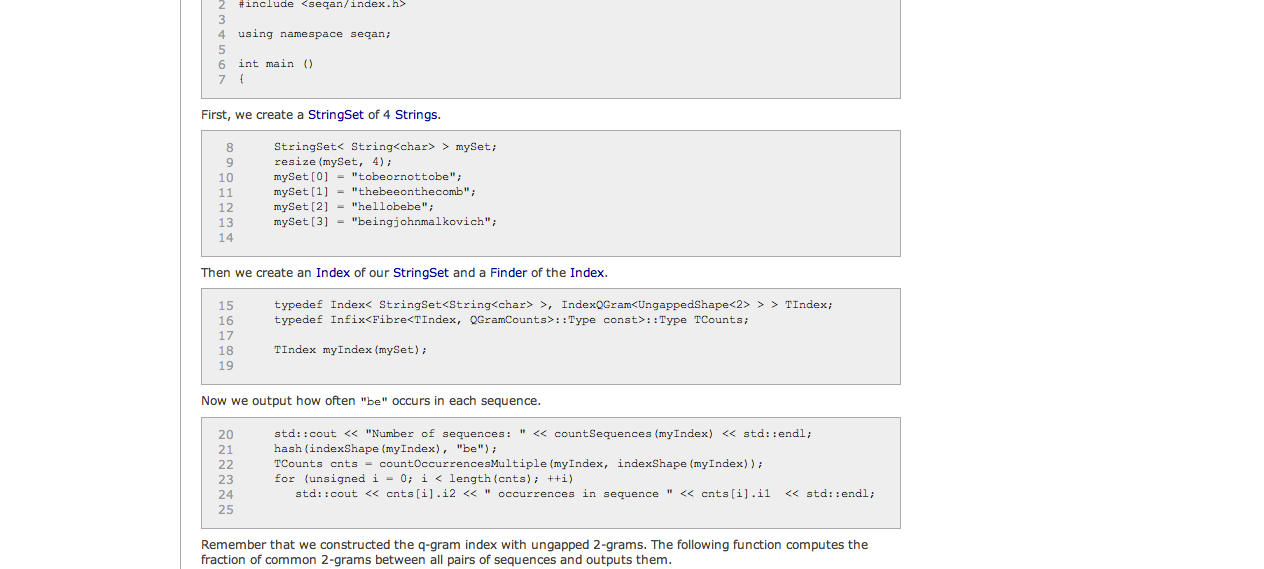 2 #include <seqan/index.h>
3
4 using namespace seqan;
5
6 int main ()
7 {
First, we create a StringSet of 4 Strings.
8 StringSet< String<char> > mySet;
9 resize(mySet, 4);
10 mySet[0] = "tobeornottobe";
11 mySet[1] = "thebeeonthecomb";
12 mySet[2] = "hellobebe";
13 mySet[3] = "beingjohnmalkovich";
14
Then we create an Index of our StringSet and a Finder of the Index.
15 typedef Index< StringSet<String<char> >, IndexQGram<UngappedShape<2> > > TIndex;
16 typedef Infix<Fibre<TIndex, QGramCounts>::Type const>::Type TCounts;
17
18 TIndex myIndex(mySet);
19
Now we output how often "be" occurs in each sequence.
20 std::cout << "Number of sequences: " << countSequences(myIndex) << std::endl;
21 hash(indexShape(myIndex), "be");
22 TCounts cnts = countOccurrencesMultiple(myIndex, indexShape(myIndex));
23 for (unsigned i = 0; i < length(cnts); ++i)
24 std::cout << cnts[i].i2 << " occurrences in sequence " << cnts[i].i1  << std::endl;
25
Remember that we constructed the q-gram index with ungapped 2-grams. The following function computes the
fraction of common 2-grams between all pairs of sequences and outputs them.